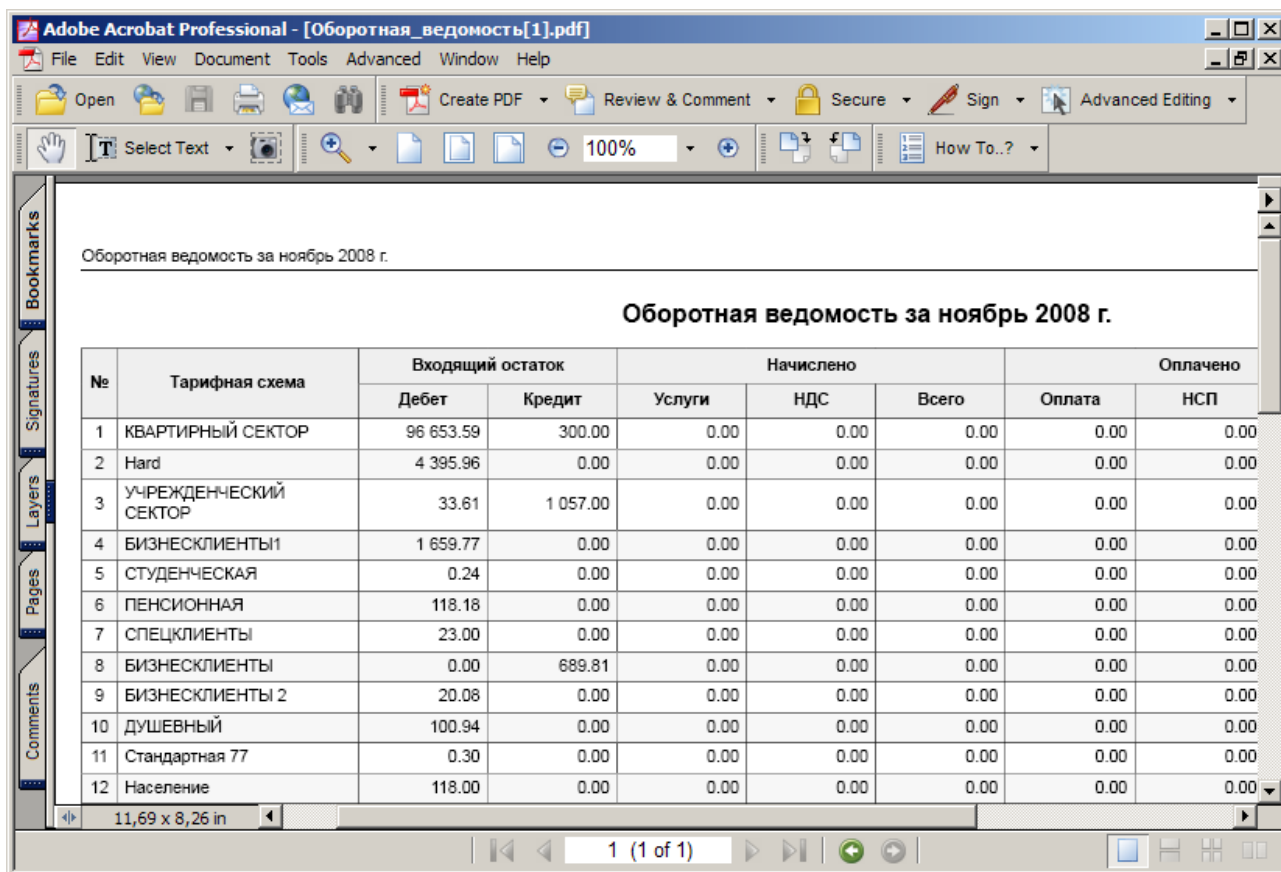 Adobe Acrobat Professional - [Оборотная_ведомость[1].pdf]
File Edit View Document Tools Advanced Window Help
Open Create PDF Review & Comment Secure Sign Advanced Editing
Select Text 100% How To..?
Bookmarks
Signatures
Layers
Pages
Comments
Оборотная ведомость за ноябрь 2008 г.
Оборотная ведомость за ноябрь 2008 г.
№ Тарифная схема Входящий остаток Начислено Оплачено
Дебет Кредит Услуги НДС Всего Оплата НСП
1 КВАРТИРНЫЙ СЕКТОР 96 653.59 300.00 0.00 0.00 0.00 0.00 0.00
2 Hard 4 395.96 0.00 0.00 0.00 0.00 0.00 0.00
3 УЧРЕЖДЕНЧЕСКИЙ
СЕКТОР 33.61 1 057.00 0.00 0.00 0.00 0.00 0.00
4 БИЗНЕСКЛИЕНТЫ1 1 659.77 0.00 0.00 0.00 0.00 0.00 0.00
5 СТУДЕНЧЕСКАЯ 0.24 0.00 0.00 0.00 0.00 0.00 0.00
6 ПЕНСИОННАЯ 118.18 0.00 0.00 0.00 0.00 0.00 0.00
7 СПЕЦКЛИЕНТЫ 23.00 0.00 0.00 0.00 0.00 0.00 0.00
8 БИЗНЕСКЛИЕНТЫ 0.00 689.81 0.00 0.00 0.00 0.00 0.00
9 БИЗНЕСКЛИЕНТЫ 2 20.08 0.00 0.00 0.00 0.00 0.00 0.00
10 ДУШЕВНЫЙ 100.94 0.00 0.00 0.00 0.00 0.00 0.00
11 Стандартная 77 0.30 0.00 0.00 0.00 0.00 0.00 0.00
12 Население 118.00 0.00 0.00 0.00 0.00 0.00 0.00
11,69 x 8,26 in
1 (1 of 1)